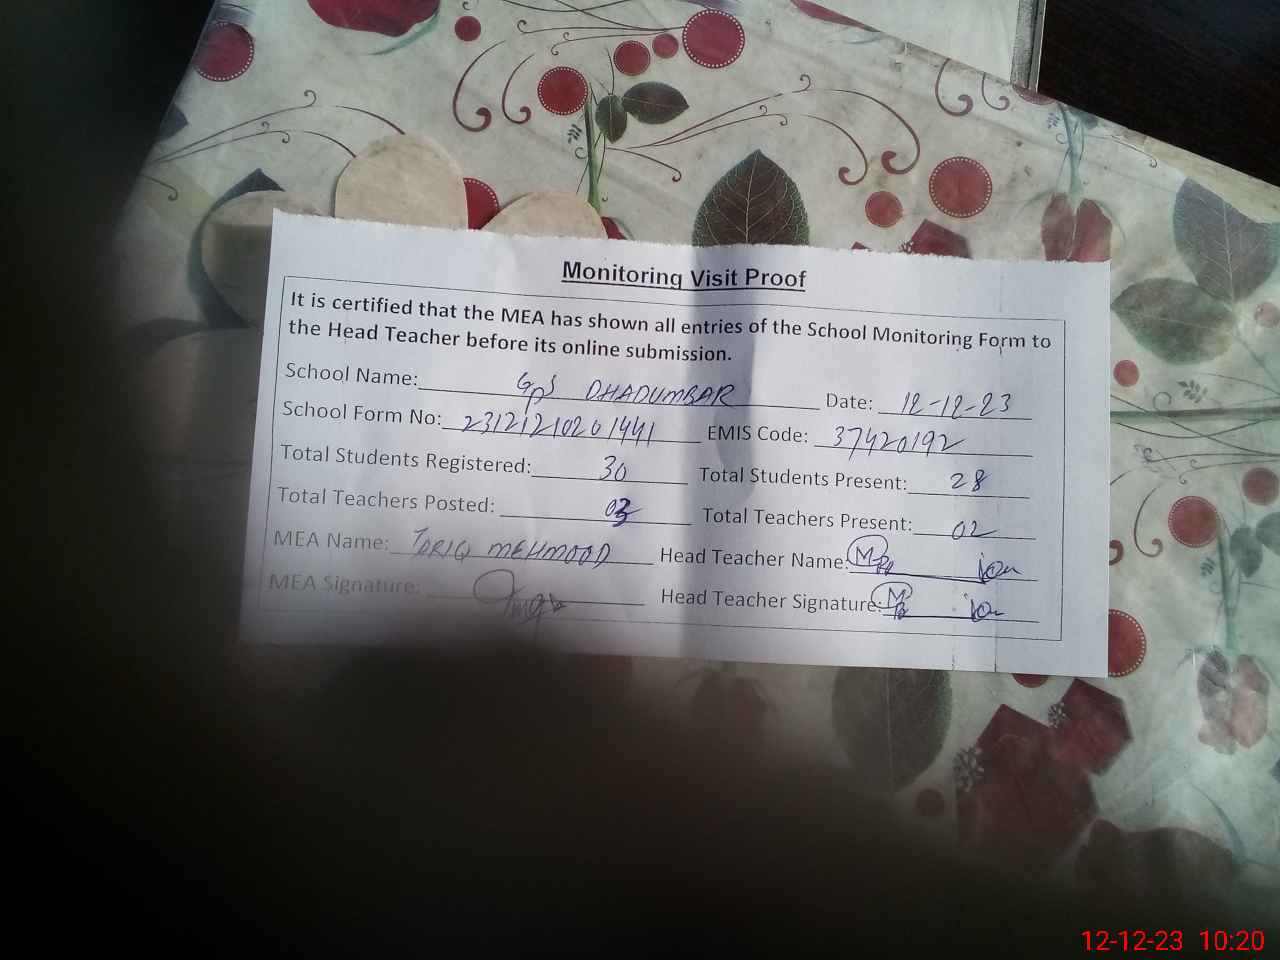 Monitoring Visit Proof
It is certified that the MEA has shown all entries of the School Monitoring Form to
the Head Teacher before its online submission.
School Name: GPS DHADUMBAR Date: 12-12-23
School Form No: 23121210201441 EMIS Code: 37420192
Total Students Registered: 30 Total Students Present: 28
Total Teachers Posted: 03 Total Teachers Present: 02
MEA Name: TARIQ MEHMOOD Head Teacher Name:
MEA Signature: Head Teacher Signature:
12-12-23 10:20